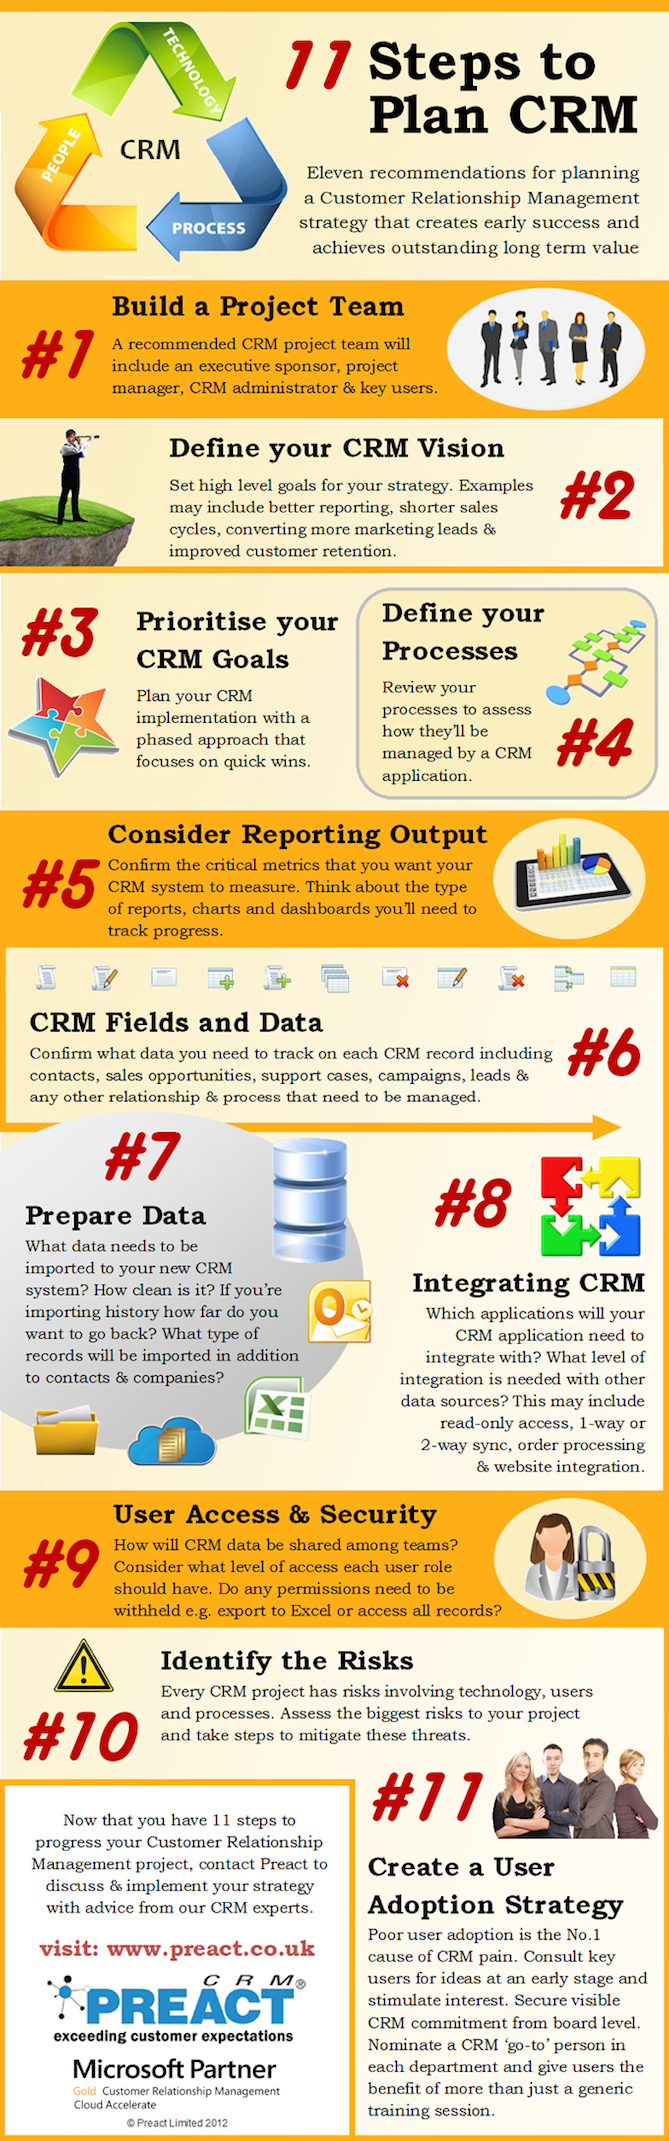 TECHNOLOGY
PEOPLE
CRM
PROCESS
11 Steps to
Plan CRM
Eleven recommendations for planning
a Customer Relationship Management
strategy that creates early success and
achieves outstanding long term value
#1
Build a Project Team
A recommended CRM project team will
include an executive sponsor, project
manager, CRM administrator & key users.
Define your CRM Vision
Set high level goals for your strategy. Examples
may include better reporting, shorter sales
cycles, converting more marketing leads &
improved customer retention.
#2
#3
Prioritise your
CRM Goals
Plan your CRM
implementation with a
phased approach that
focuses on quick wins.
Define your
Processes
Review your
processes to assess
how they'll be
managed by a CRM
application.
#4
#5
Consider Reporting Output
Confirm the critical metrics that you want your
CRM system to measure. Think about the type
of reports, charts and dashboards you'll need to
track progress.
CRM Fields and Data
Confirm what data you need to track on each CRM record including
contacts, sales opportunities, support cases, campaigns, leads &
any other relationship & process that need to be managed.
#6
#7
Prepare Data
What data needs to be
imported to your new CRM
system? How clean is it? If you're
importing history how far do you
want to go back? What type of
records will be imported in addition
to contacts & companies?
#8
Integrating CRM
Which applications will your
CRM application need to
integrate with? What level of
integration is needed with other
data sources? This may include
read-only access, 1-way or
2-way sync, order processing
& website integration.
#9
User Access & Security
How will CRM data be shared among teams?
Consider what level of access each user role
should have. Do any permissions need to be
withheld e.g. export to Excel or access all records?
#10
Identify the Risks
Every CRM project has risks involving technology, users
and processes. Assess the biggest risks to your project
and take steps to mitigate these threats.
#11
Create a User
Adoption Strategy
Poor user adoption is the No.1
cause of CRM pain. Consult key
users for ideas at an early stage and
stimulate interest. Secure visible
CRM commitment from board level.
Nominate a CRM 'go-to' person in
each department and give users the
benefit of more than just a generic
training session.
Now that you have 11 steps to
progress your Customer Relationship
Management project, contact Preact to
discuss & implement your strategy
with advice from our CRM experts.
visit: www.preact.co.uk
CRM
PREACT®
exceeding customer expectations
Microsoft Partner
Gold Customer Relationship Management
Cloud Accelerate
© Preact Limited 2012